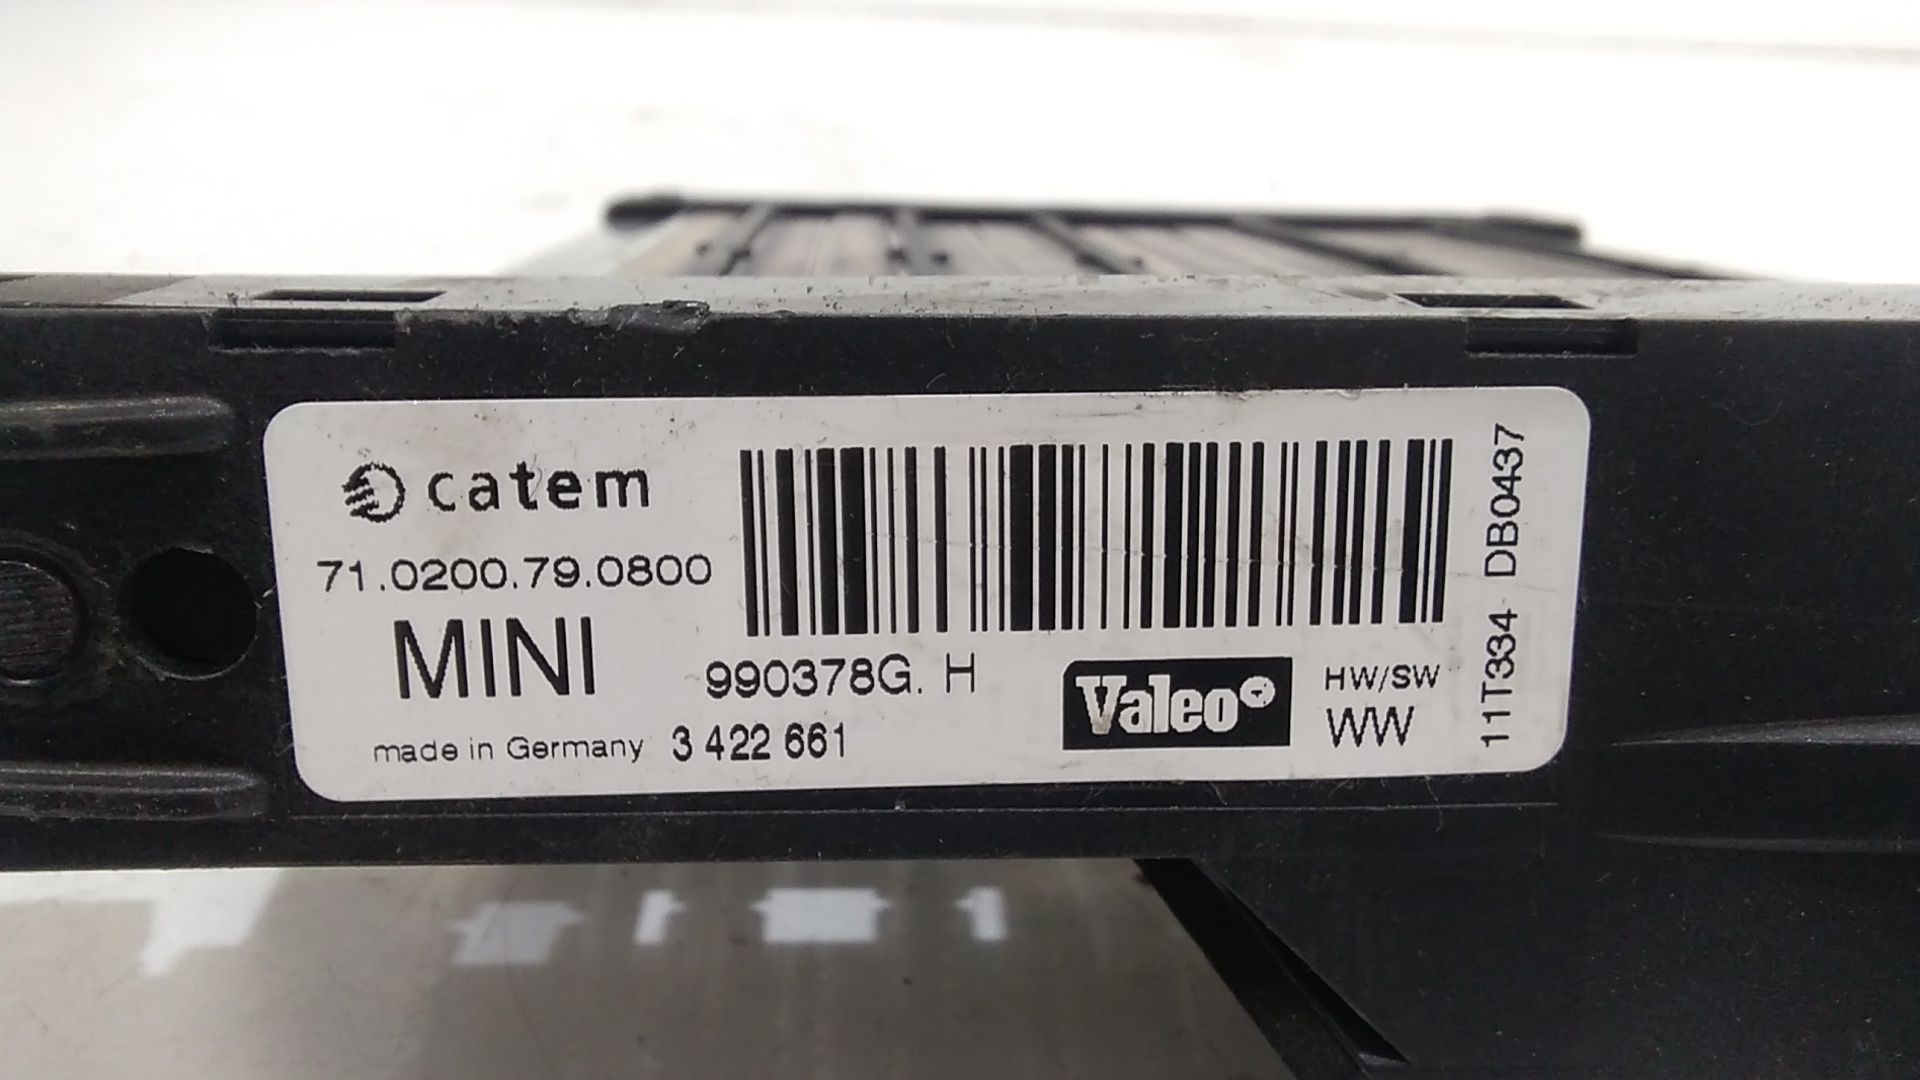 catem
71.0200.79.0800
MINI
990378G. H
made in Germany 3 422 661
Valeo
HW/SW
WW
11T334 DB0437